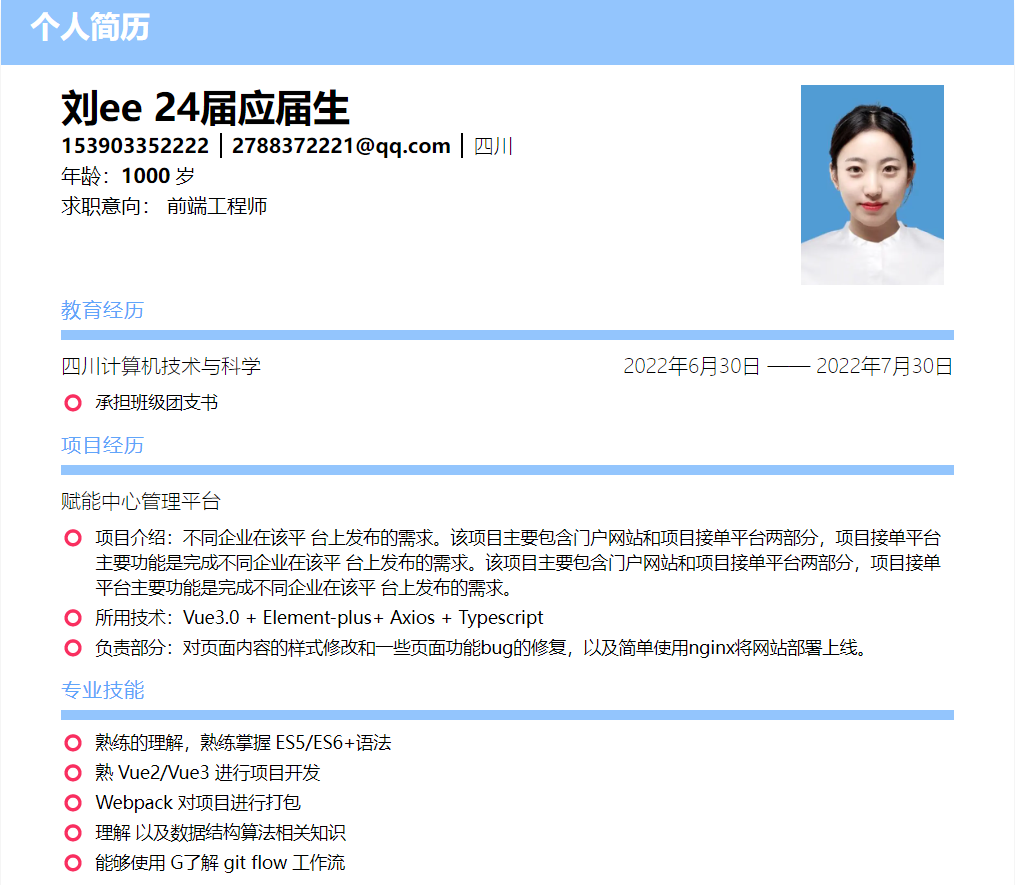 个人简历
刘ee 24届应届生
153903352222 | 2788372221@qq.com | 四川
年龄：1000 岁
求职意向： 前端工程师
教育经历
四川计算机技术与科学 2022年6月30日 —— 2022年7月30日
承担班级团支书
项目经历
赋能中心管理平台
项目介绍：不同企业在该平 台上发布的需求。该项目主要包含门户网站和项目接单平台两部分，项目接单平台
主要功能是完成不同企业在该平 台上发布的需求。该项目主要包含门户网站和项目接单平台两部分，项目接单
平台主要功能是完成不同企业在该平 台上发布的需求。
所用技术：Vue3.0 + Element-plus+ Axios + Typescript
负责部分：对页面内容的样式修改和一些页面功能bug的修复，以及简单使用nginx将网站部署上线。
专业技能
熟练的理解，熟练掌握 ES5/ES6+语法
熟 Vue2/Vue3 进行项目开发
Webpack 对项目进行打包
理解 以及数据结构算法相关知识
能够使用 G了解 git flow 工作流